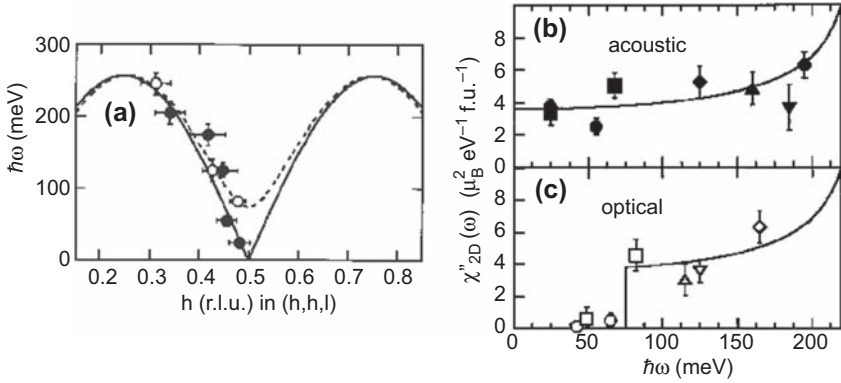 300
200
100
0
ħω (meV)
(a)
0.2 0.3 0.4 0.5 0.6 0.7 0.8
h (r.l.u.) in (h,h,l)
(b)
acoustic
10
8
6
4
2
0
(c)
optical
8
6
4
2
0
χ"2D (ω) (μB² eV⁻¹ f.u.⁻¹)
0 50 100 150 200
ħω (meV)